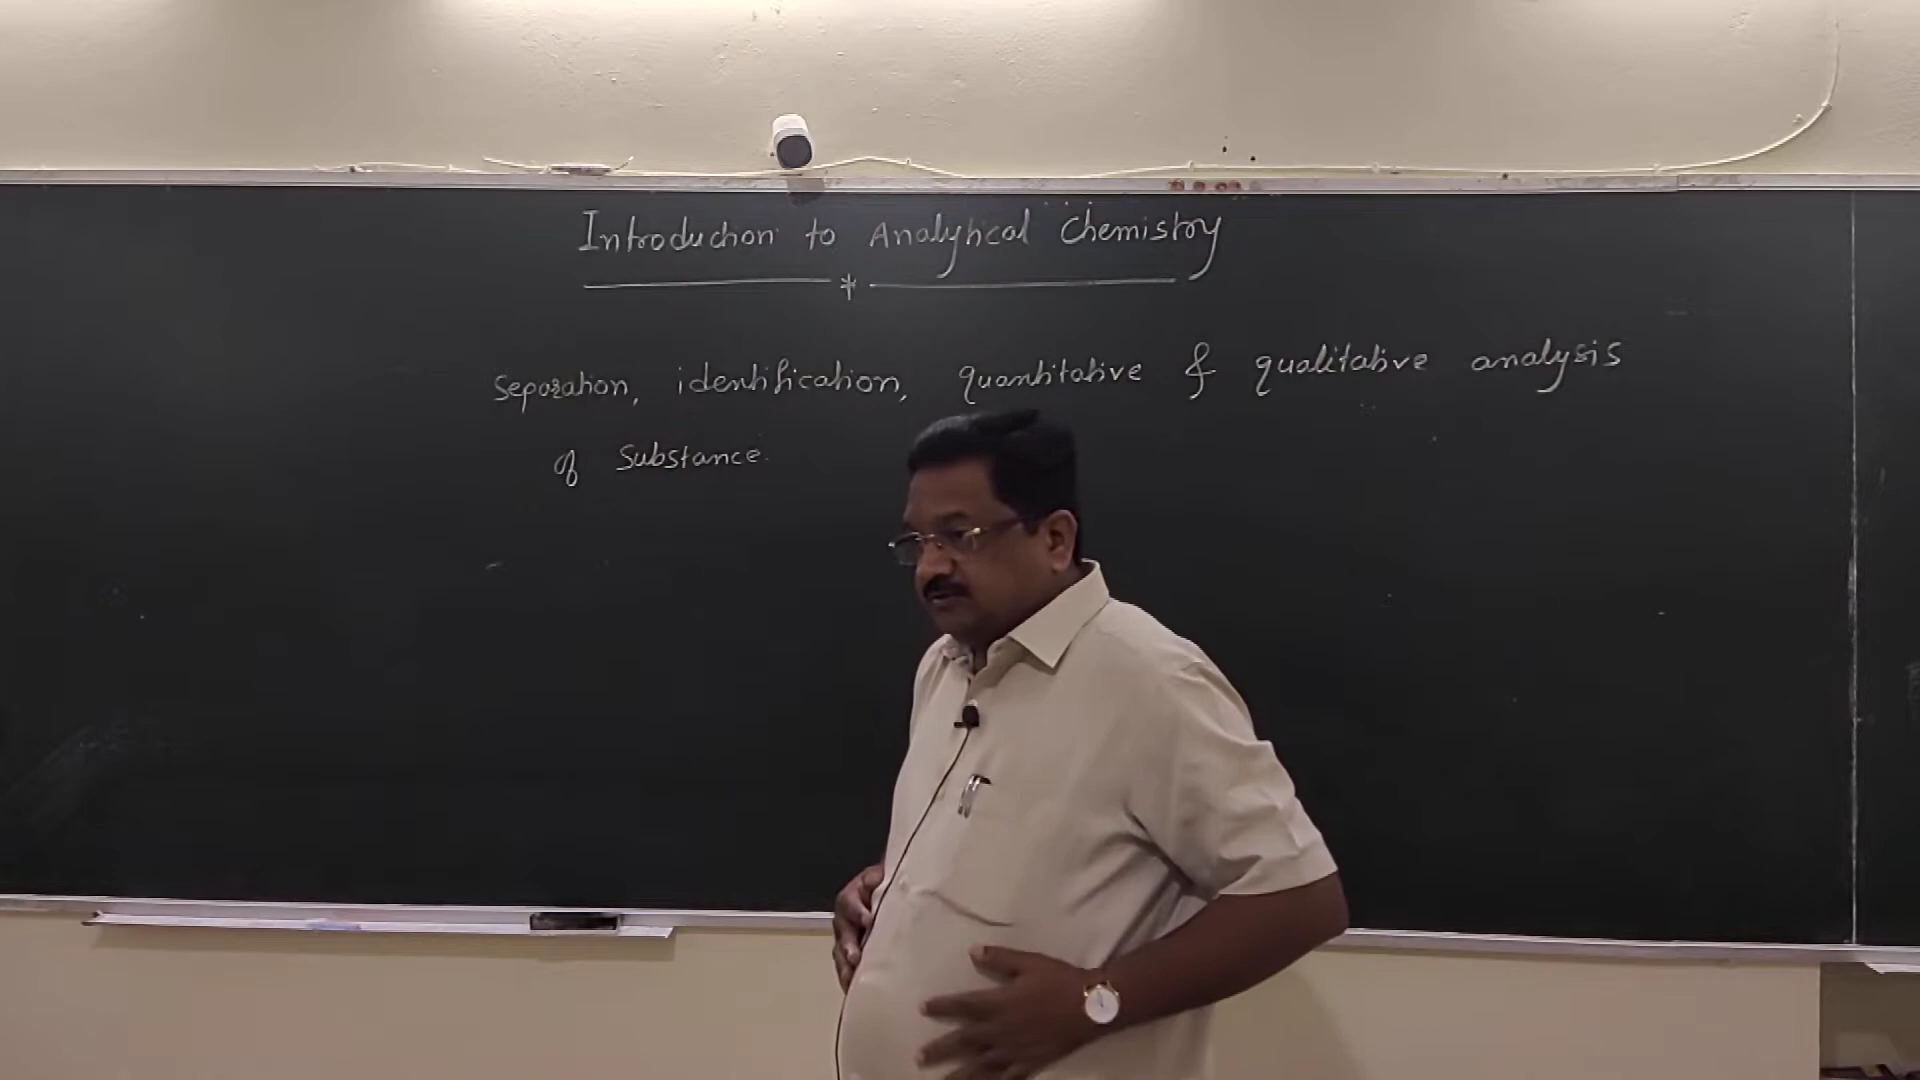 Introduction to Analytical Chemistry
Separation, identification, quantitative & qualitative analysis
of Substance.